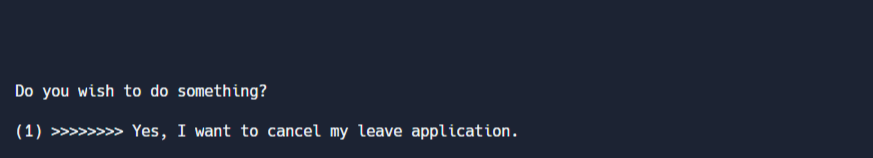 Do you wish to do something?
(1) >>>>>>>> Yes, I want to cancel my leave application.